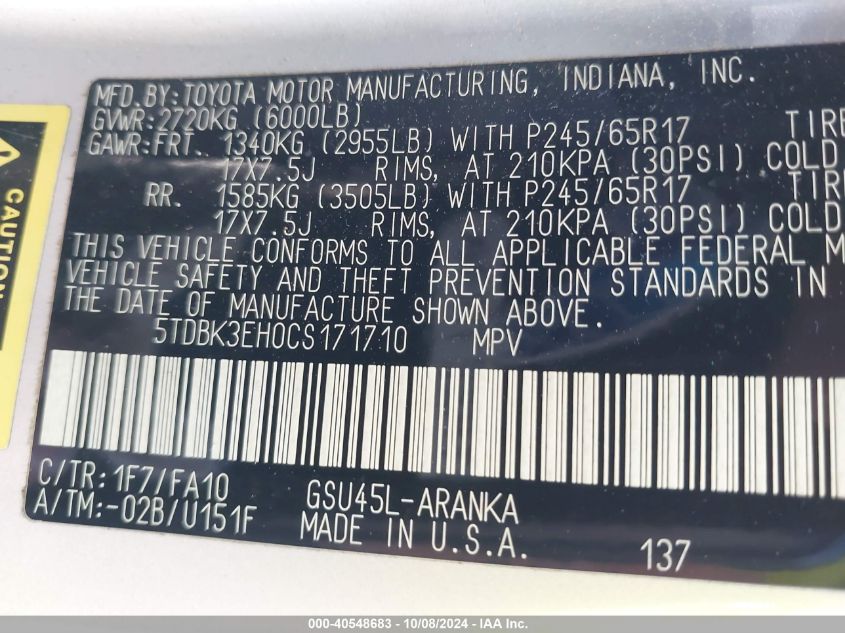 MFD.BY:TOYOTA MOTOR MANUFACTURING, INDIANA, INC.
GVWR:2720KG (6000LB)
GAWR:FRT. 1340KG (2955LB) WITH P245/65R17 TIRE
17X7.5J RIMS, AT 210KPA (30PSI) COLD
RR. 1585KG (3505LB) WITH P245/65R17 TIRE
17X7.5J RIMS, AT 210KPA (30PSI) COLD
THIS VEHICLE CONFORMS TO ALL APPLICABLE FEDERAL M
VEHICLE SAFETY AND THEFT PREVENTION STANDARDS IN
THE DATE OF MANUFACTURE SHOWN ABOVE.
5TDBK3EH0CS171710 MPV
C/TR:1F7/FA10
A/TM:-02B/U151F
GSU45L-ARANKA
MADE IN U.S.A.
137
CAUTION
000-40548683 - 10/08/2024 - IAA Inc.